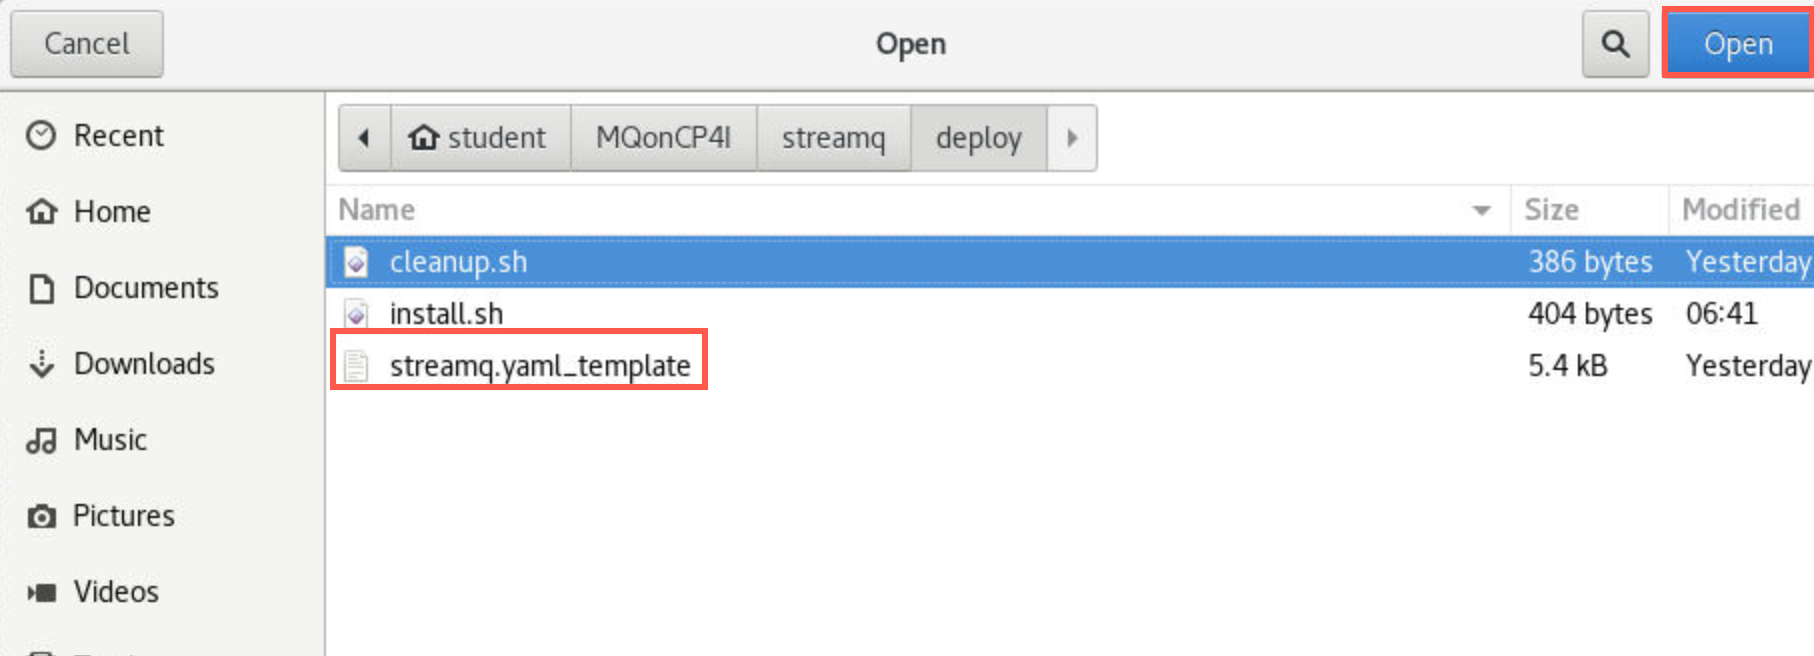 Cancel Open Open
Recent
Home
Documents
Downloads
Music
Pictures
Videos
student MQonCP4I streamq deploy
Name Size Modified
cleanup.sh 386 bytes Yesterday
install.sh 404 bytes 06:41
streamq.yaml_template 5.4 kB Yesterday